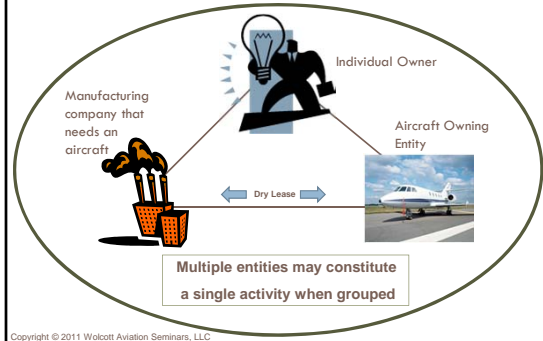 Individual Owner
Manufacturing
company that
needs an
aircraft
Aircraft Owning
Entity
Dry Lease
Multiple entities may constitute
a single activity when grouped
Copyright © 2011 Wolcott Aviation Seminars, LLC